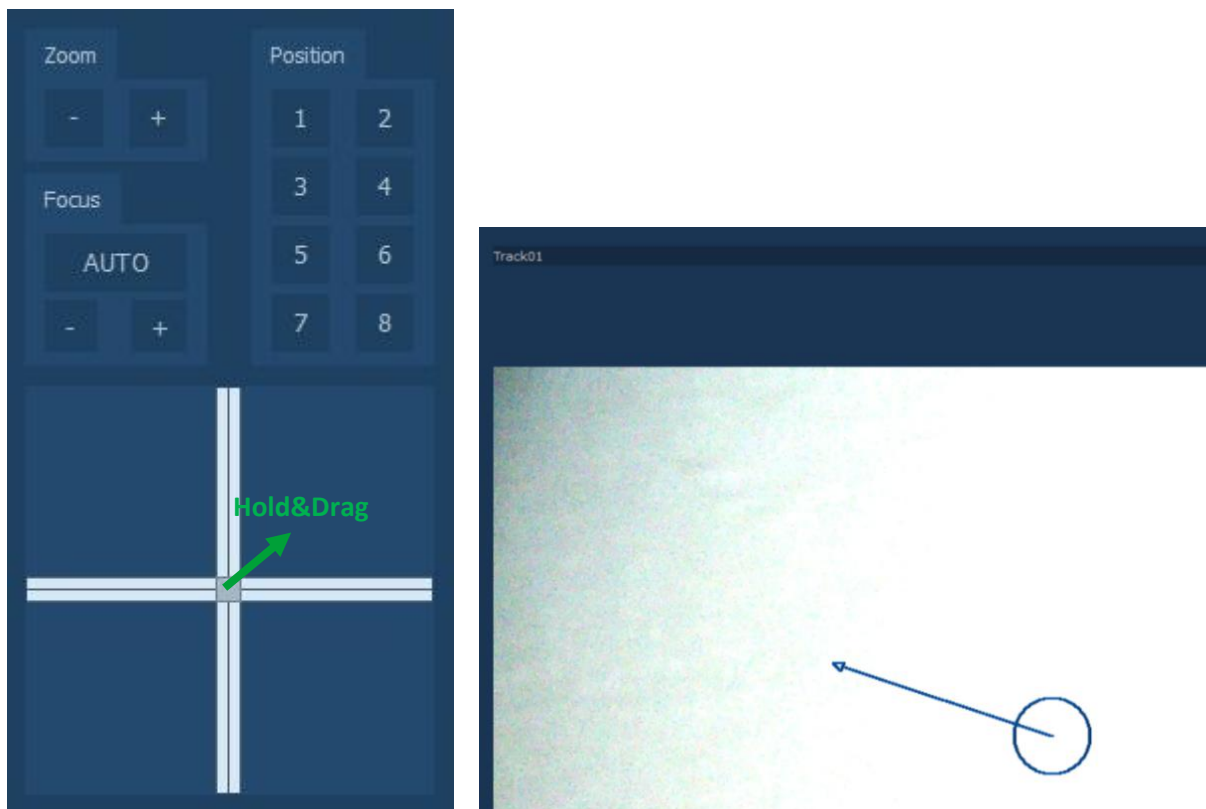 Zoom
- +
Focus
AUTO
- +
Position
1 2
3 4
5 6
7 8
Hold&Drag
Track01